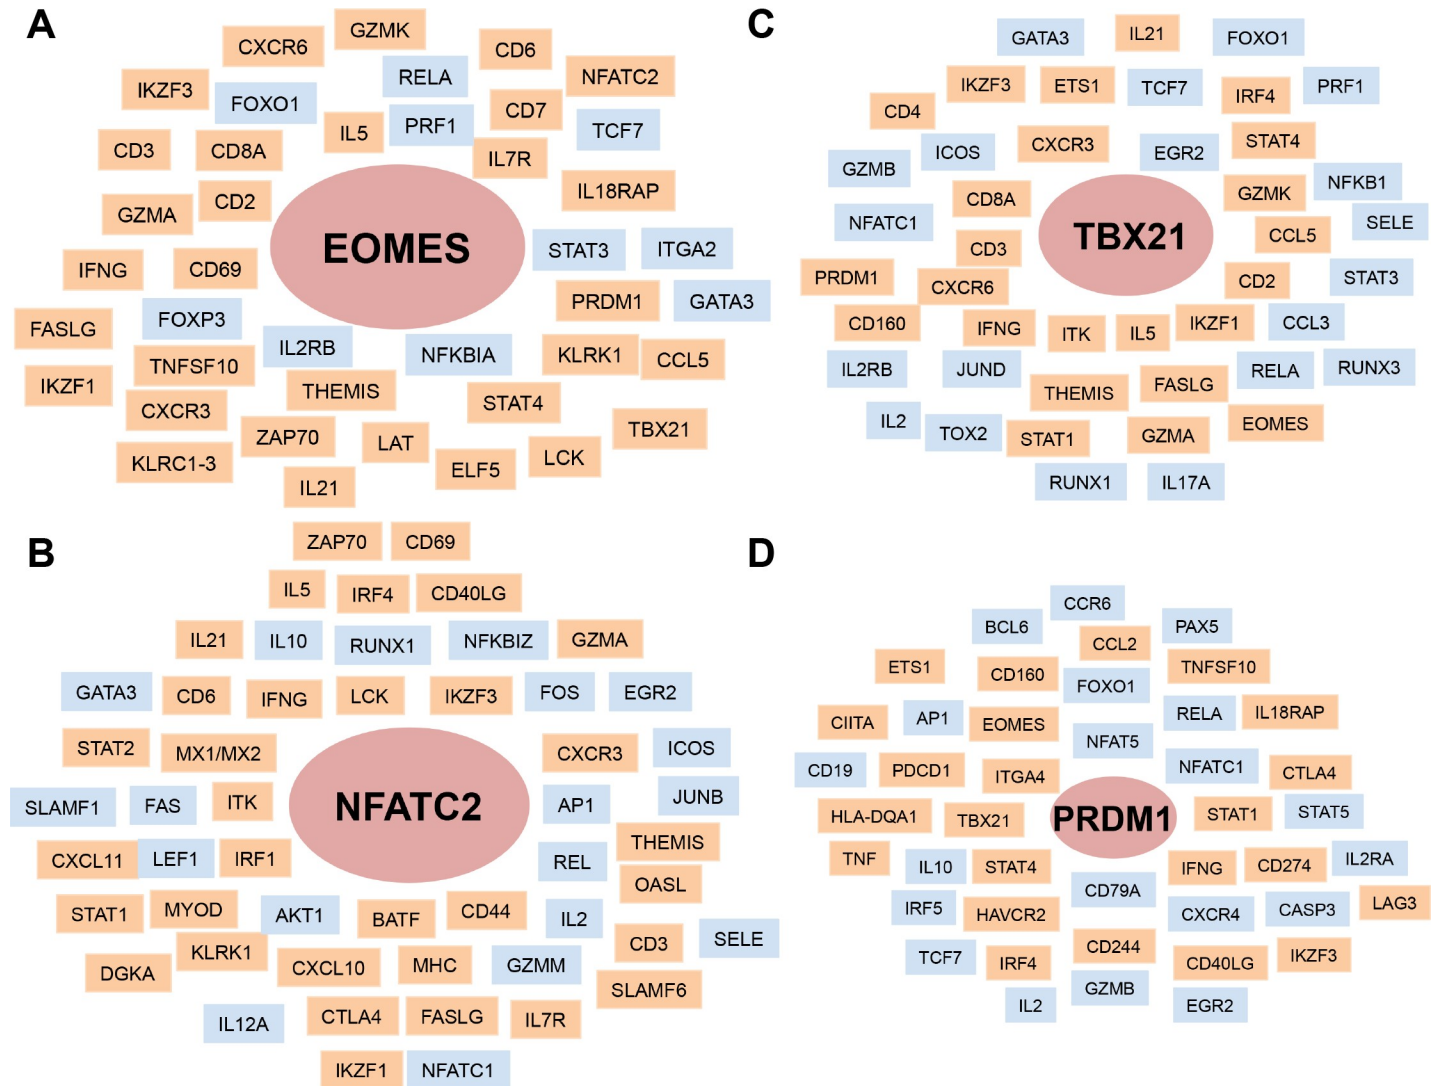 A
GZMK
CXCR6
CD6
RELA
NFATC2
IKZF3
FOXO1
CD7
PRF1
TCF7
IL5
CD3
CD8A
IL7R
IL18RAP
CD2
GZMA
EOMES
STAT3
ITGA2
IFNG
CD69
PRDM1
GATA3
FOXP3
FASLG
IL2RB
NFKBIA
KLRK1
CCL5
TNFSF10
IKZF1
THEMIS
CXCR3
STAT4
TBX21
ZAP70
LAT
LCK
KLRC1-3
ELF5
IL21
C
GATA3
IL21
FOXO1
IKZF3
ETS1
TCF7
IRF4
PRF1
CD4
ICOS
CXCR3
EGR2
STAT4
GZMB
NFKB1
CD8A
GZMK
NFATC1
SELE
TBX21
CCL5
CD3
PRDM1
CXCR6
CD2
STAT3
CD160
IFNG
ITK
IL5
IKZF1
CCL3
IL2RB
JUND
RELA
RUNX3
THEMIS
FASLG
IL2
TOX2
STAT1
GZMA
EOMES
RUNX1
IL17A
B
ZAP70
CD69
IL5
IRF4
CD40LG
IL21
IL10
RUNX1
NFKBIZ
GZMA
GATA3
CD6
IFNG
LCK
IKZF3
FOS
EGR2
STAT2
MX1/MX2
CXCR3
ICOS
SLAMF1
FAS
ITK
NFATC2
AP1
JUNB
CXCL11
LEF1
IRF1
REL
THEMIS
OASL
STAT1
MYOD
AKT1
BATF
CD44
IL2
CD3
SELE
KLRK1
DGKA
CXCL10
MHC
GZMM
SLAMF6
IL12A
CTLA4
FASLG
IL7R
IKZF1
NFATC1
D
CCR6
BCL6
PAX5
CCL2
ETS1
CD160
TNFSF10
FOXO1
CIITA
AP1
EOMES
RELA
IL18RAP
NFAT5
CD19
PDCD1
ITGA4
NFATC1
CTLA4
HLA-DQA1
TBX21
PRDM1
STAT1
STAT5
TNF
IL10
STAT4
IFNG
CD274
IL2RA
CD79A
IRF5
HAVCR2
CXCR4
CASP3
LAG3
TCF7
IRF4
CD244
CD40LG
IKZF3
IL2
GZMB
EGR2